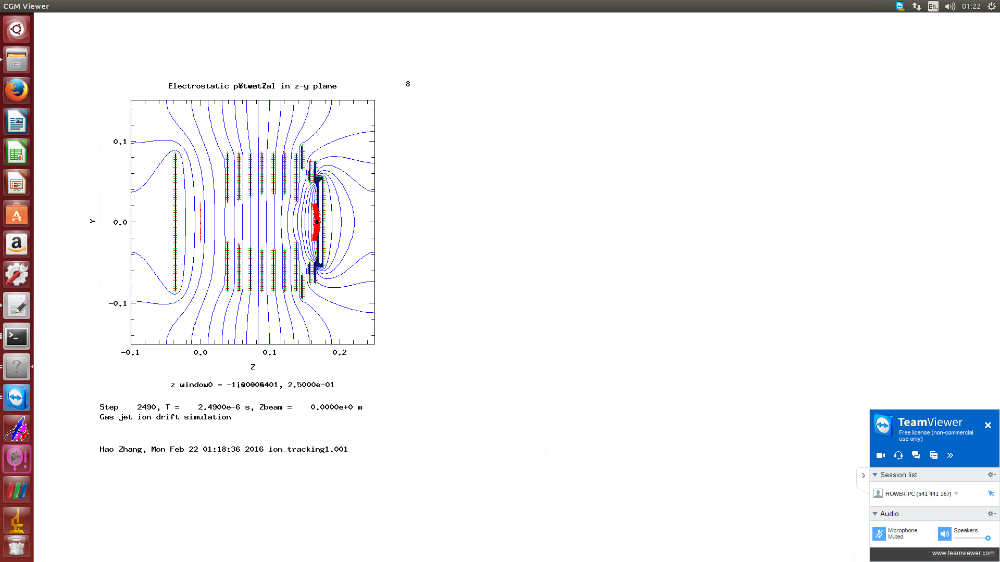 CGM Viewer
En1
01:22
8
Electrostatic potential in z-y plane
Y vs Z
0.1
0.0
-0.1
Y
-0.1
0.0
0.1
0.2
Z
z window0 = 2.5000e-01
Step 2490, T = 2.4900e-6 s, Zbeam = 0.0000e+0 m
Gas jet ion drift simulation
Hao Zhang, Mon Feb 22 01:18:36 2016 ion_tracking1.001
TeamViewer
Free license (non-commercial
use only)
Session list
HOWER-PC (541 441 167)
Audio
Microphone
Muted
Speakers
www.teamviewer.com